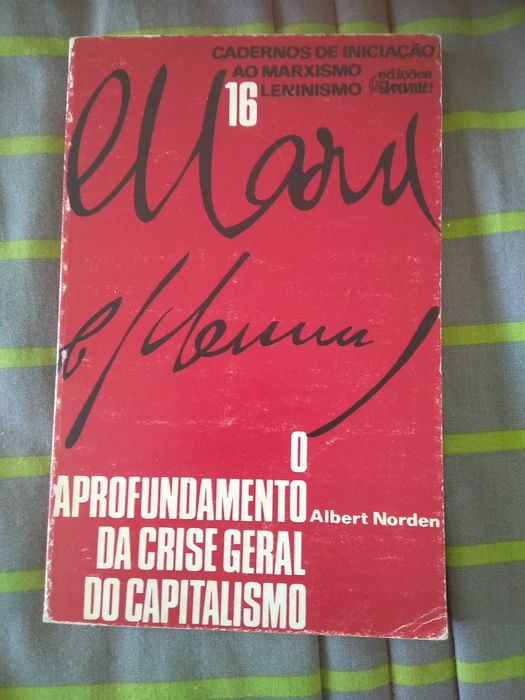 CADERNOS DE INICIAÇÃO
AO MARXISMO
LENINISMO
edições
Avante!
16
O
APROFUNDAMENTO
DA CRISE GERAL
DO CAPITALISMO
Albert Norden